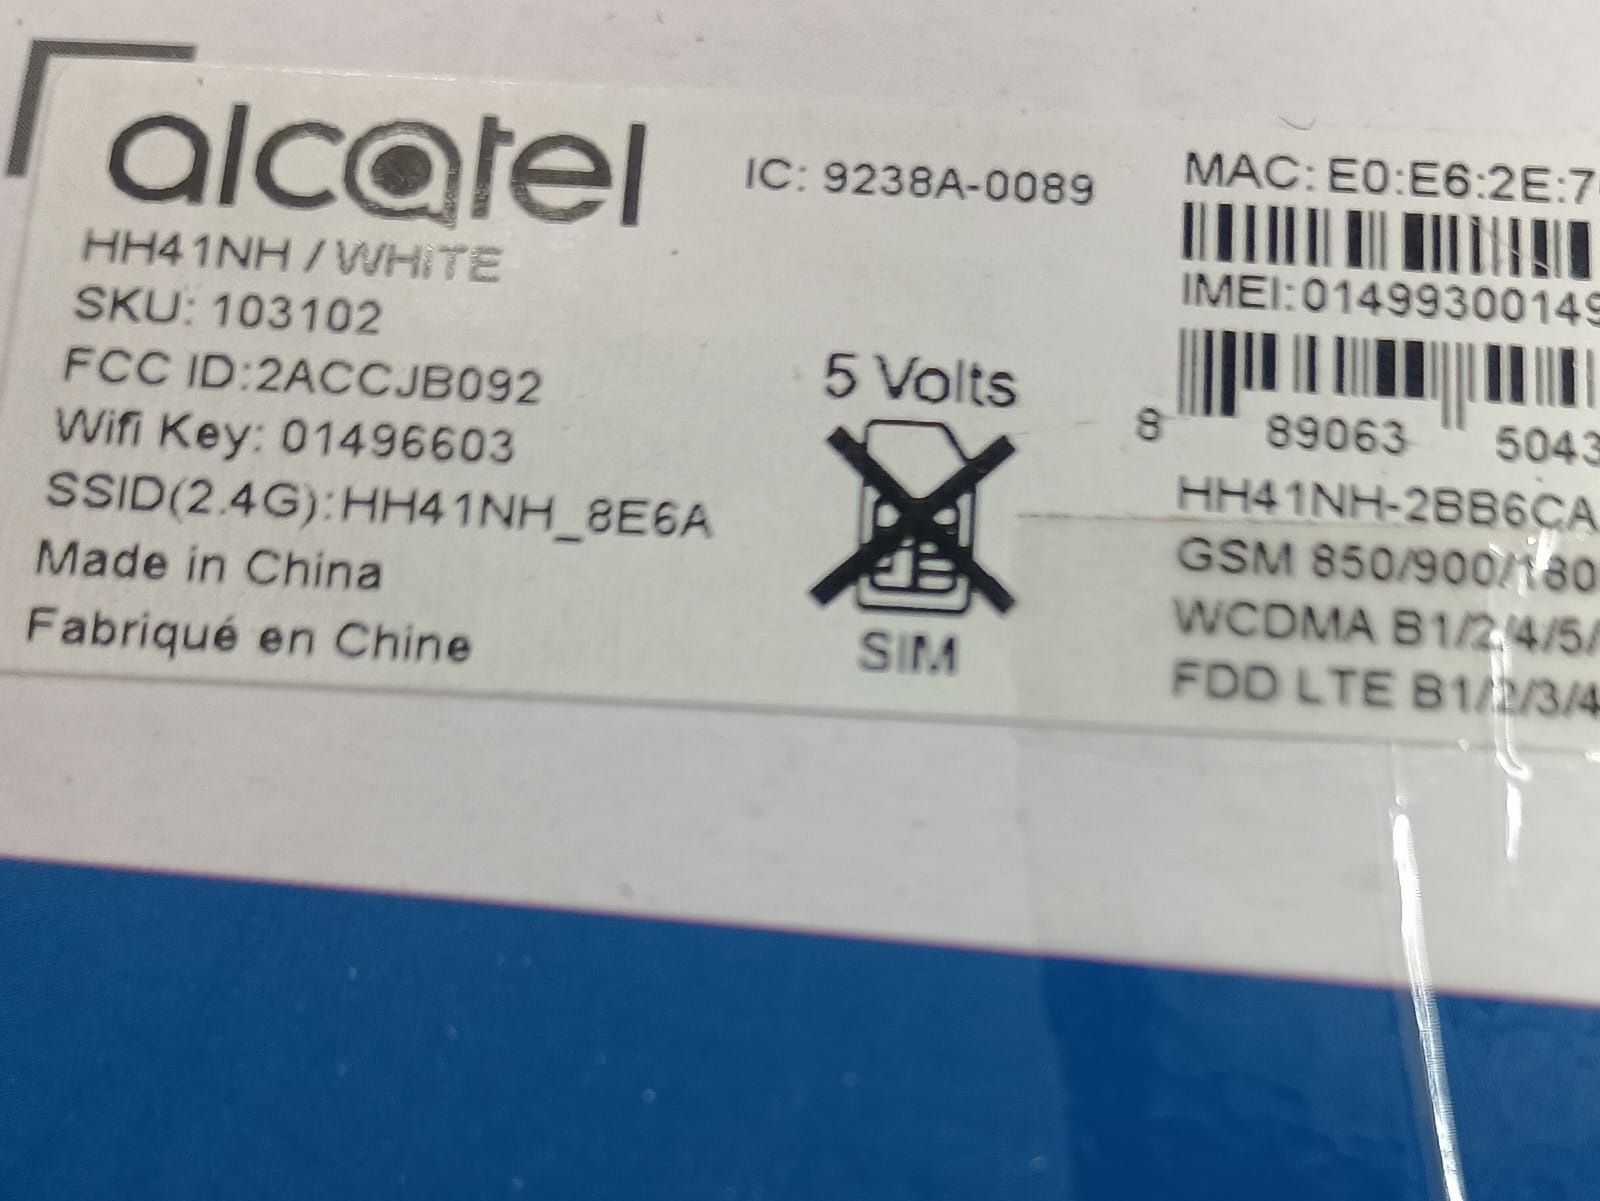 alcatel
HH41NH / WHITE
SKU: 103102
FCC ID:2ACCJB092
Wifi Key: 01496603
SSID(2.4G):HH41NH_8E6A
Made in China
Fabriqué en Chine
IC: 9238A-0089
5 Volts
SIM
MAC: E0:E6:2E:7
IMEI:01499300149
8 89063 5043
HH41NH-2BB6CA
GSM 850/900/180
WCDMA B1/2/4/5/
FDD LTE B1/2/3/4